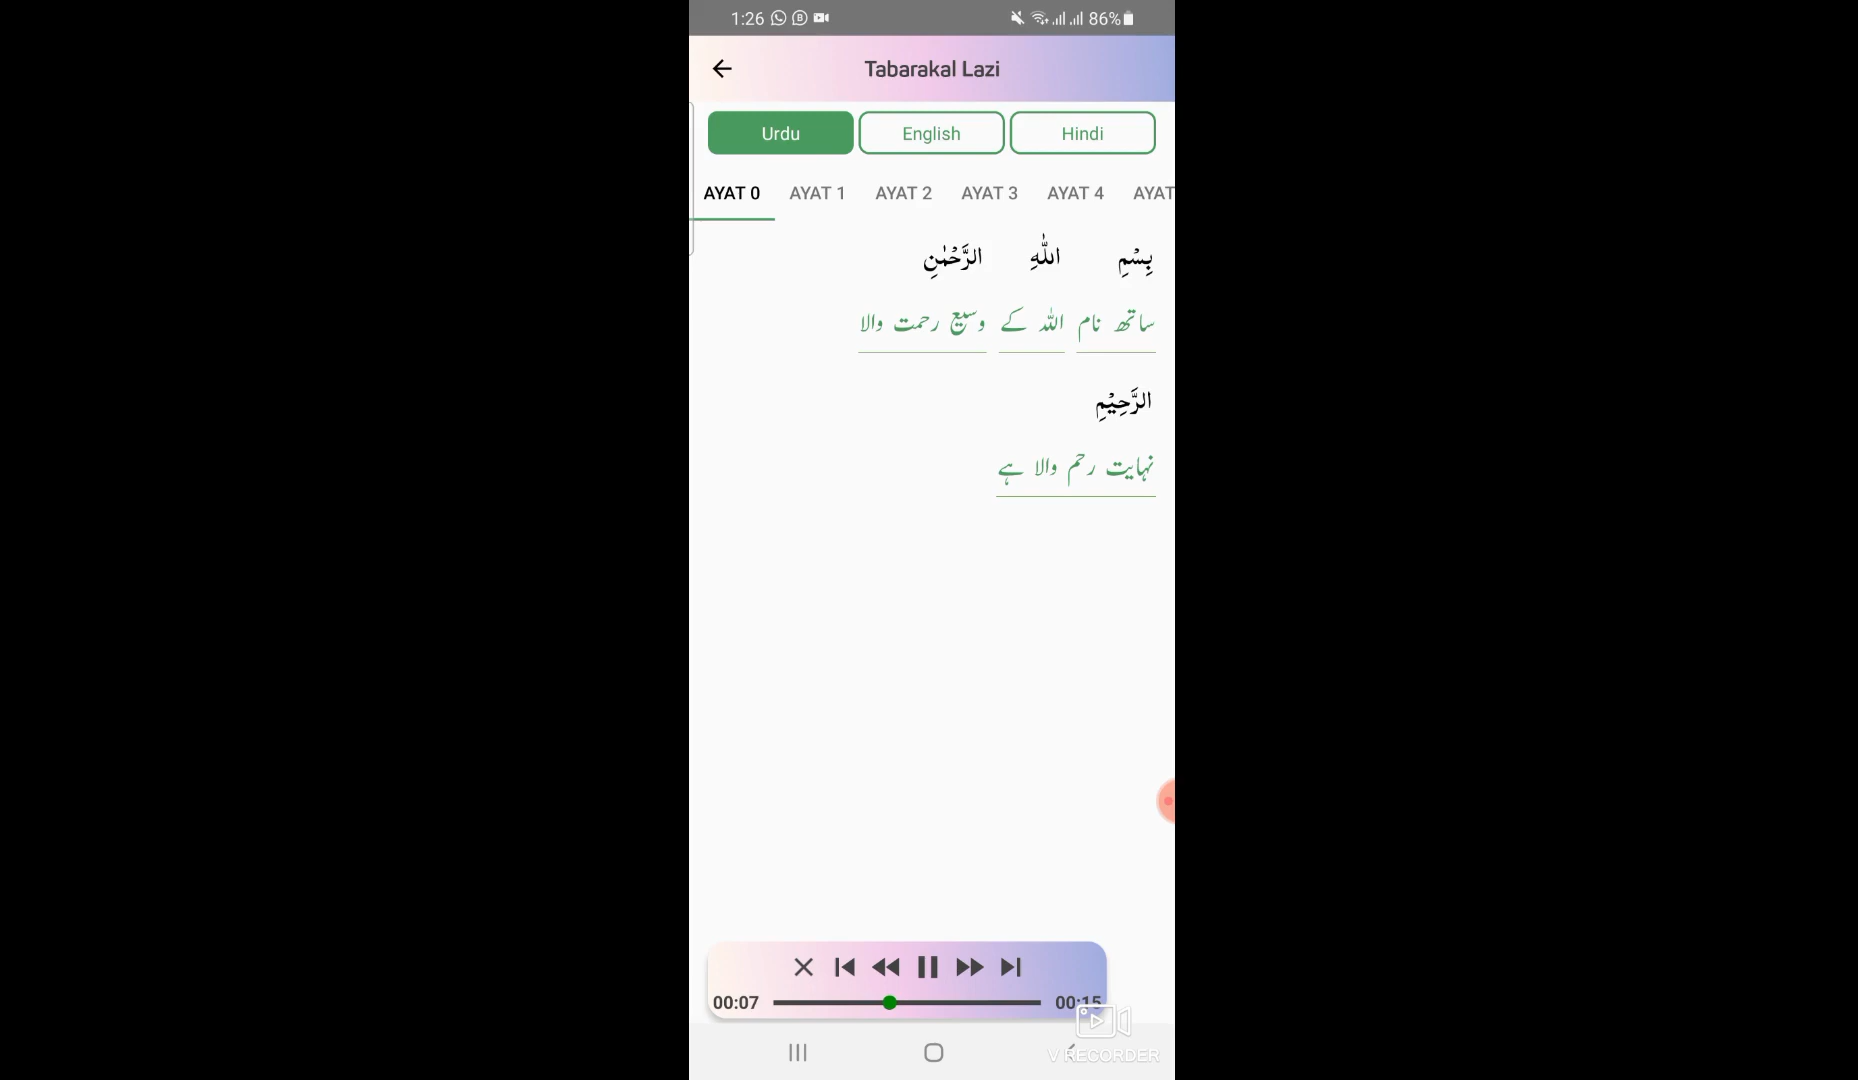 1:26 86%
Tabarakal Lazi
Urdu English Hindi
AYAT 0 AYAT 1 AYAT 2 AYAT 3 AYAT 4 AYAT
بِسْمِ اللّٰهِ الرَّحْمٰنِ
ساتھ نام اللہ کے وسیع رحمت والا
الرَّحِيْمِ
نہایت رحم والا ہے
00:07 00:15
V RECORDER